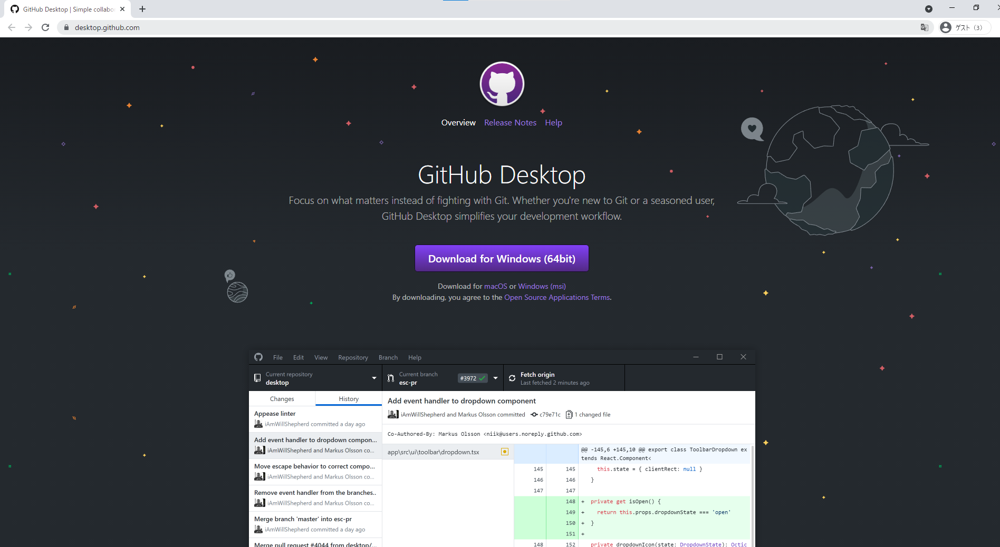 GitHub Desktop | Simple collabo
desktop.github.com
ゲスト (3)
Overview Release Notes Help
GitHub Desktop
Focus on what matters instead of fighting with Git. Whether you're new to Git or a seasoned user,
GitHub Desktop simplifies your development workflow.
Download for Windows (64bit)
Download for macOS or Windows (msi)
By downloading, you agree to the Open Source Applications Terms.
File Edit View Repository Branch Help
Current repository
desktop
Current branch
esc-pr
#3972
Fetch origin
Last fetched 2 minutes ago
Changes History
Appease linter
iAmWillShepherd committed a day ago
Add event handler to dropdown compon...
iAmWillShepherd and Markus Olsson co...
Move escape behavior to correct compo...
iAmWillShepherd and Markus Olsson co...
Remove event handler from the branches..
iAmWillShepherd and Markus Olsson co...
Merge branch 'master' into esc-pr
iAmWillShepherd committed a day ago
Merge pull request #4044 from desktop/...
Add event handler to dropdown component
iAmWillShepherd and Markus Olsson committed c79e71c 1 changed file
Co-Authored-By: Markus Olsson <niik@users.noreply.github.com>
app\src\ui\toolbar\dropdown.tsx
@@ -145,6 +145,10 @@ export class ToolbarDropdown ex
tends React.Component<
145 145 this.state = { clientRect: null }
146 146 }
147 147
148 + private get isOpen() {
149 + return this.props.dropdownState === 'open'
150 + }
151 +
148 152 private dropdownIcon(state: DropdownState): Octic